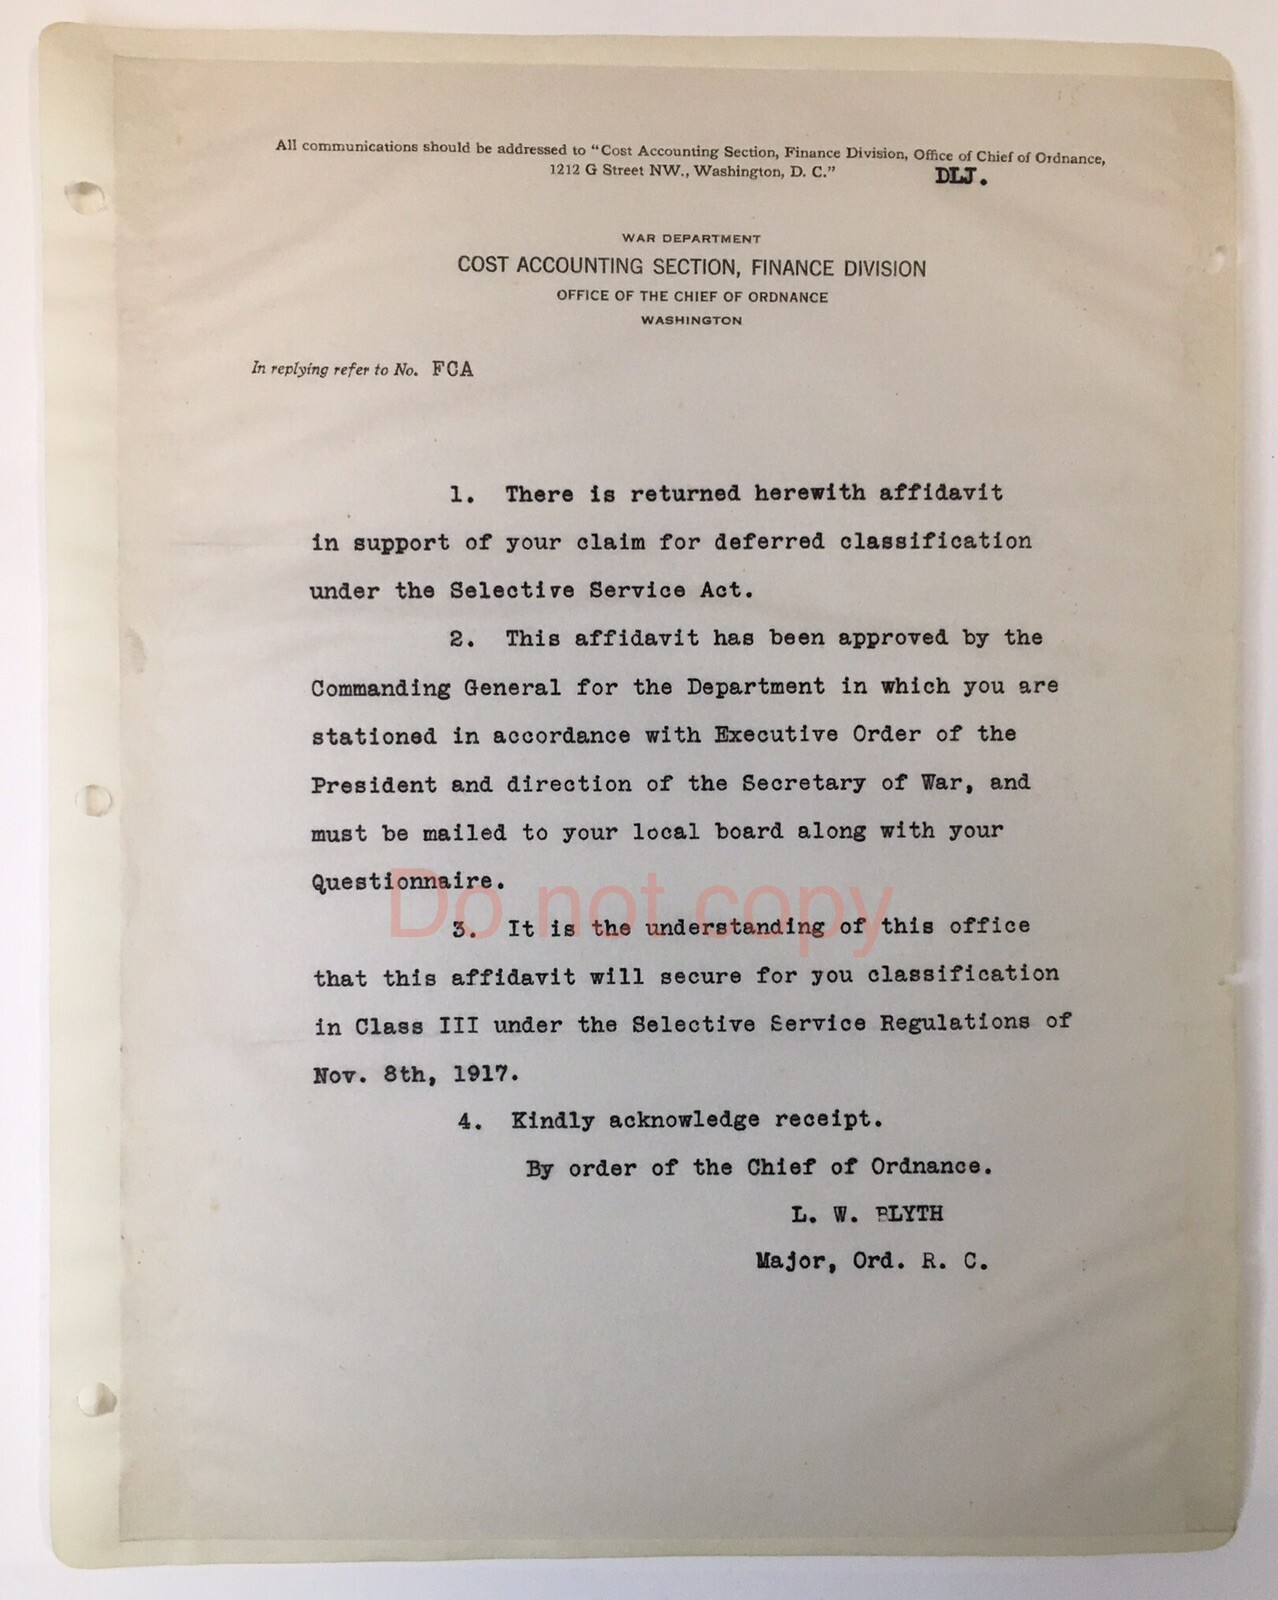 All communications should be addressed to "Cost Accounting Section, Finance Division, Office of Chief of Ordnance,
1212 G Street NW., Washington, D. C."
DLJ.
WAR DEPARTMENT
COST ACCOUNTING SECTION, FINANCE DIVISION
OFFICE OF THE CHIEF OF ORDNANCE
WASHINGTON
In replying refer to No. FCA
1. There is returned herewith affidavit
in support of your claim for deferred classification
under the Selective Service Act.
2. This affidavit has been approved by the
Commanding General for the Department in which you are
stationed in accordance with Executive Order of the
President and direction of the Secretary of War, and
must be mailed to your local board along with your
Questionnaire.
Do not copy
3. It is the understanding of this office
that this affidavit will secure for you classification
in Class III under the Selective Service Regulations of
Nov. 8th, 1917.
4. Kindly acknowledge receipt.
By order of the Chief of Ordnance.
L. W. BLYTH
Major, Ord. R. C.